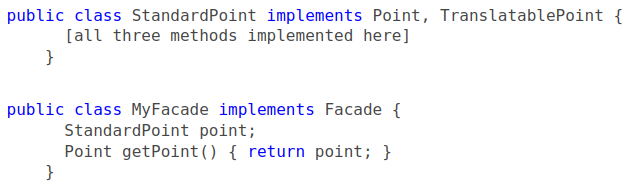 public class StandardPoint implements Point, TranslatablePoint {
[all three methods implemented here]
}
public class MyFacade implements Facade {
StandardPoint point;
Point getPoint() { return point; }
}